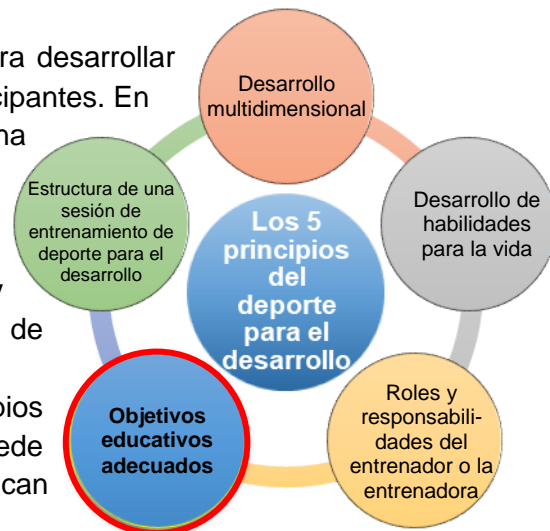 ra desarrollar
cipantes. En
na
y
de
pios
ede
can
Desarrollo
multidimensional
Desarrollo de
habilidades
para la vida
Roles y
responsabili-
dades del
entrenador o la
entrenadora
Objetivos
educativos
adecuados
Estructura de una
sesión de
entrenamiento de
deporte para el
desarrollo
Los 5
principios
del
deporte
para el
desarrollo